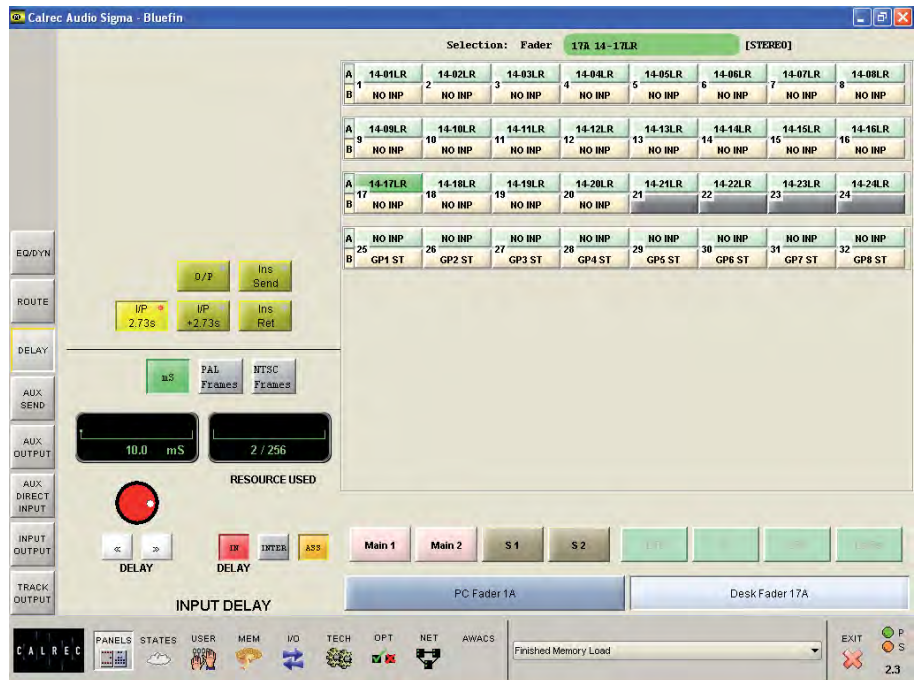 Calrec Audio Sigma - Bluefin
Selection: Fader 17A 14-17LR [STEREO]
A 14-01LR 14-02LR 14-03LR 14-04LR 14-05LR 14-06LR 14-07LR 14-08LR
1 2 3 4 5 6 7 8
B NO INP NO INP NO INP NO INP NO INP NO INP NO INP NO INP
A 14-09LR 14-10LR 14-11LR 14-12LR 14-13LR 14-14LR 14-15LR 14-16LR
9 10 11 12 13 14 15 16
B NO INP NO INP NO INP NO INP NO INP NO INP NO INP NO INP
A 14-17LR 14-18LR 14-19LR 14-20LR 14-21LR 14-22LR 14-23LR 14-24LR
17 18 19 20 21 22 23 24
B NO INP NO INP NO INP NO INP
A NO INP NO INP NO INP NO INP NO INP NO INP NO INP NO INP
25 26 27 28 29 30 31 32
B GP1 ST GP2 ST GP3 ST GP4 ST GP5 ST GP6 ST GP7 ST GP8 ST
EQ/DYN
ROUTE
DELAY
AUX
SEND
AUX
OUTPUT
AUX
DIRECT
INPUT
INPUT
OUTPUT
TRACK
OUTPUT
O/P
Ins
Send
I/P
2.73s
I/P
+2.73s
Ins
Ret
mS
PAL
Frames
NTSC
Frames
10.0 mS
2 / 256
RESOURCE USED
« »
DELAY
IN INTER ASS
DELAY
INPUT DELAY
Main 1 Main 2 S 1 S 2
PC Fader 1A Desk Fader 17A
CALREC
PANELS STATES USER MEM I/O TECH OPT NET AWACS
Finished Memory Load
EXIT
P
S
2.3